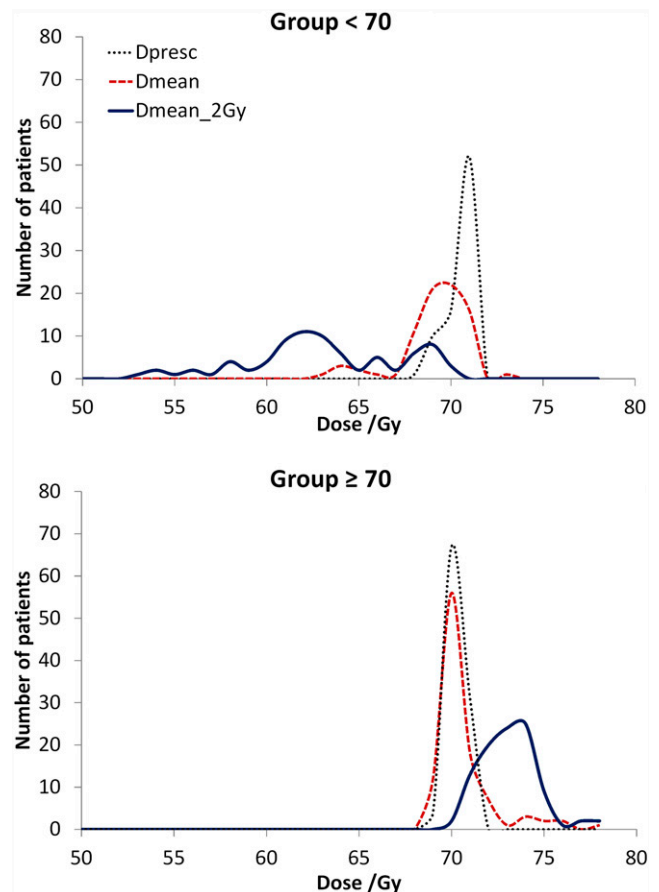 Group < 70
80
70
60
50
40
30
20
10
0
Number of patients
Dpresc
Dmean
Dmean_2Gy
50 55 60 65 70 75 80
Dose /Gy
Group ≥ 70
80
70
60
50
40
30
20
10
0
Number of patients
50 55 60 65 70 75 80
Dose /Gy